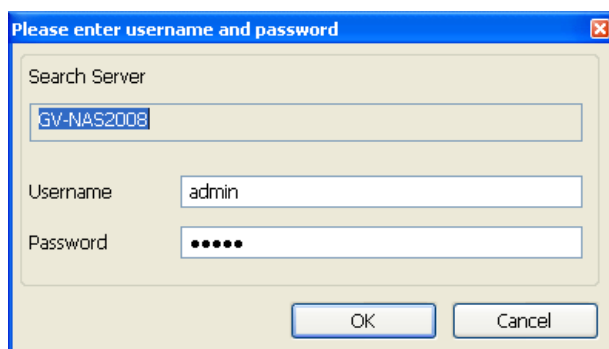 Please enter username and password
Search Server
GV-NAS2008
Username admin
Password •••••
OK Cancel